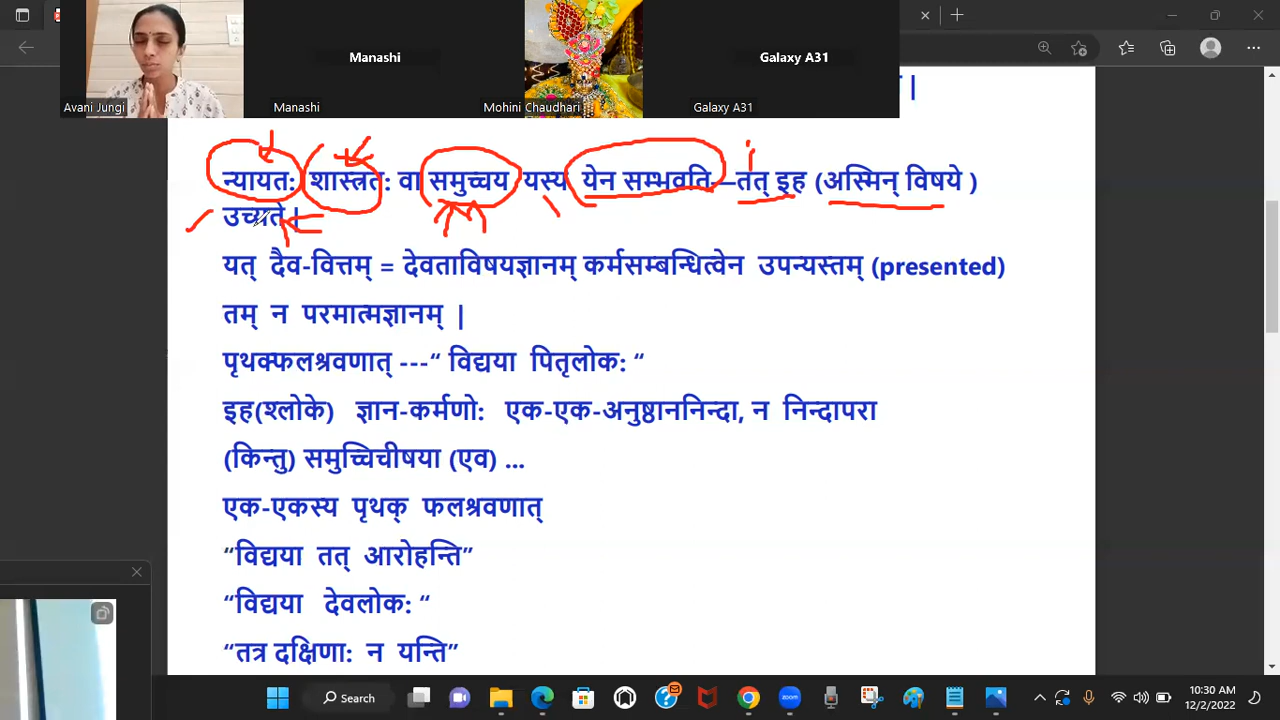 Manashi
Galaxy A31
Avani Jungi
Manashi
Mohini Chaudhari
Galaxy A31
न्यायत: शास्त्रत: वा समुच्चय यस्य येन सम्भवति—तत् इह (अस्मिन् विषये )
उच्यते |
यत् दैव-वित्तम् = देवताविषयज्ञानम् कर्मसम्बन्धित्वेन उपन्यस्तम् (presented)
तम् न परमात्मज्ञानम् |
पृथक्फलश्रवणात् ---“ विद्यया पितृलोक: “
इह(श्लोके) ज्ञान-कर्मणो: एक-एक-अनुष्ठाननिन्दा, न निन्दापरा
(किन्तु) समुच्चिचीषया (एव) ...
एक-एकस्य पृथक् फलश्रवणात्
“विद्यया तत् आरोहन्ति”
“विद्यया देवलोक: “
“तत्र दक्षिणा: न यन्ति”
Search
10:30 AM
12/2/2022